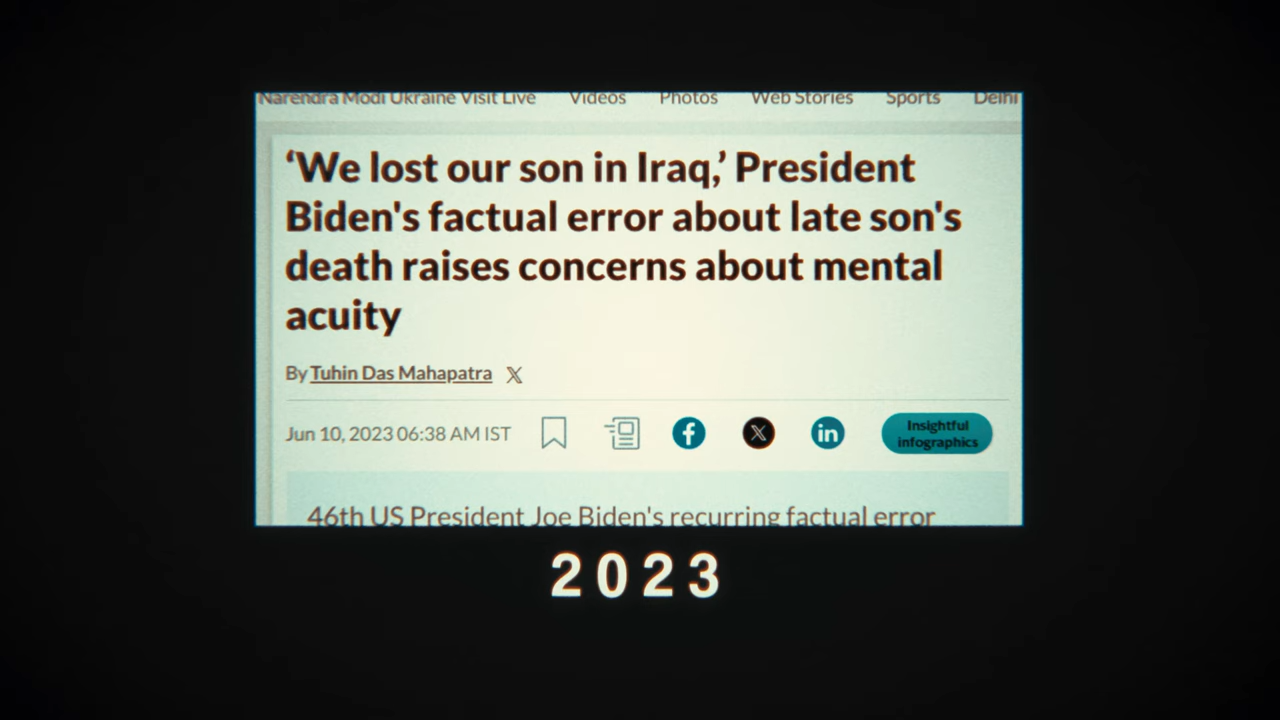 Narendra Modi Ukraine Visit Live Videos Photos Web Stories Sports Delhi
‘We lost our son in Iraq,’ President
Biden's factual error about late son's
death raises concerns about mental
acuity
By Tuhin Das Mahapatra
Jun 10, 2023 06:38 AM IST
Insightful
infographics
46th US President Joe Biden's recurring factual error
2023